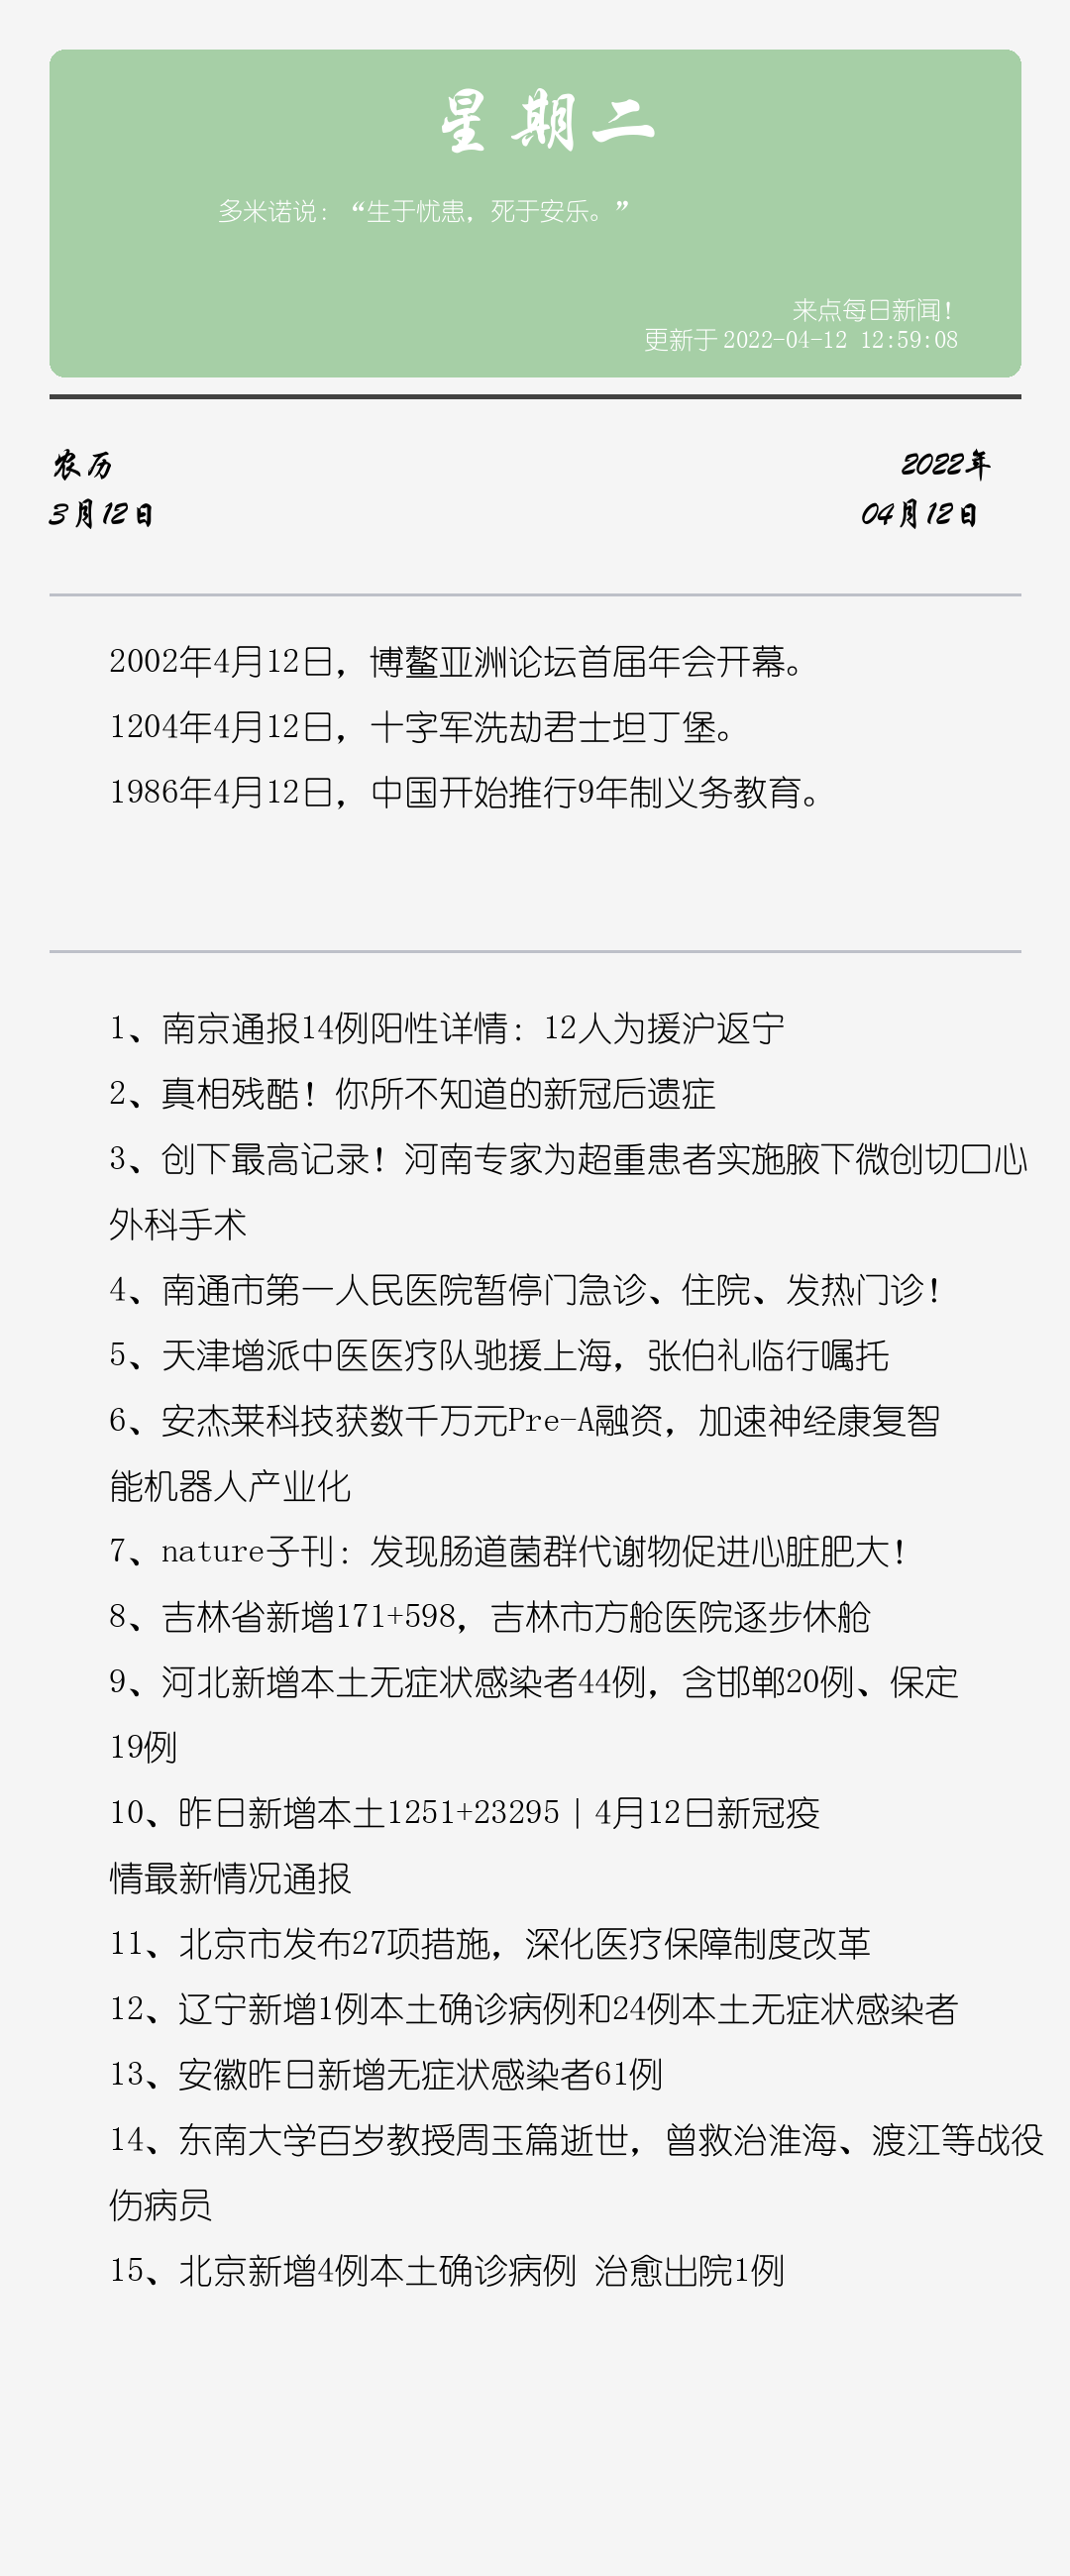 星期二
多米诺说：“生于忧患，死于安乐。”
来点每日新闻！
更新于 2022-04-12 12:59:08
农历
2022年
3月12日
04月12日
2002年4月12日，博鳌亚洲论坛首届年会开幕。
1204年4月12日，十字军洗劫君士坦丁堡。
1986年4月12日，中国开始推行9年制义务教育。
1、南京通报14例阳性详情：12人为援沪返宁
2、真相残酷！你所不知道的新冠后遗症
3、创下最高记录！河南专家为超重患者实施腋下微创切口心
外科手术
4、南通市第一人民医院暂停门急诊、住院、发热门诊！
5、天津增派中医医疗队驰援上海，张伯礼临行嘱托
6、安杰莱科技获数千万元Pre-A融资，加速神经康复智
能机器人产业化
7、nature子刊：发现肠道菌群代谢物促进心脏肥大！
8、吉林省新增171+598，吉林市方舱医院逐步休舱
9、河北新增本土无症状感染者44例，含邯郸20例、保定
19例
10、昨日新增本土1251+23295｜4月12日新冠疫
情最新情况通报
11、北京市发布27项措施，深化医疗保障制度改革
12、辽宁新增1例本土确诊病例和24例本土无症状感染者
13、安徽昨日新增无症状感染者61例
14、东南大学百岁教授周玉篇逝世，曾救治淮海、渡江等战役
伤病员
15、北京新增4例本土确诊病例 治愈出院1例